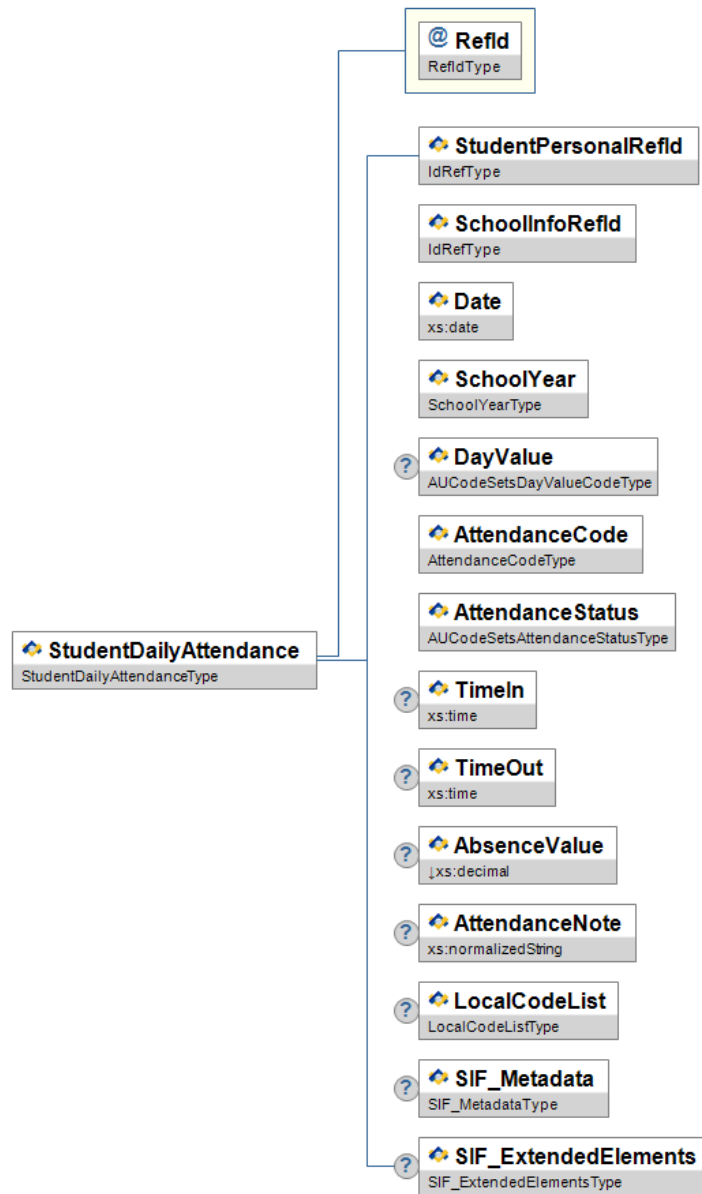 @ RefId
RefIdType
StudentPersonalRefId
IdRefType
SchoolInfoRefId
IdRefType
Date
xs:date
SchoolYear
SchoolYearType
? DayValue
AUCodeSetsDayValueCodeType
AttendanceCode
AttendanceCodeType
AttendanceStatus
AUCodeSetsAttendanceStatusType
StudentDailyAttendance
StudentDailyAttendanceType
? TimeIn
xs:time
? TimeOut
xs:time
? AbsenceValue
↓xs:decimal
? AttendanceNote
xs:normalizedString
? LocalCodeList
LocalCodeListType
? SIF_Metadata
SIF_MetadataType
? SIF_ExtendedElements
SIF_ExtendedElementsType